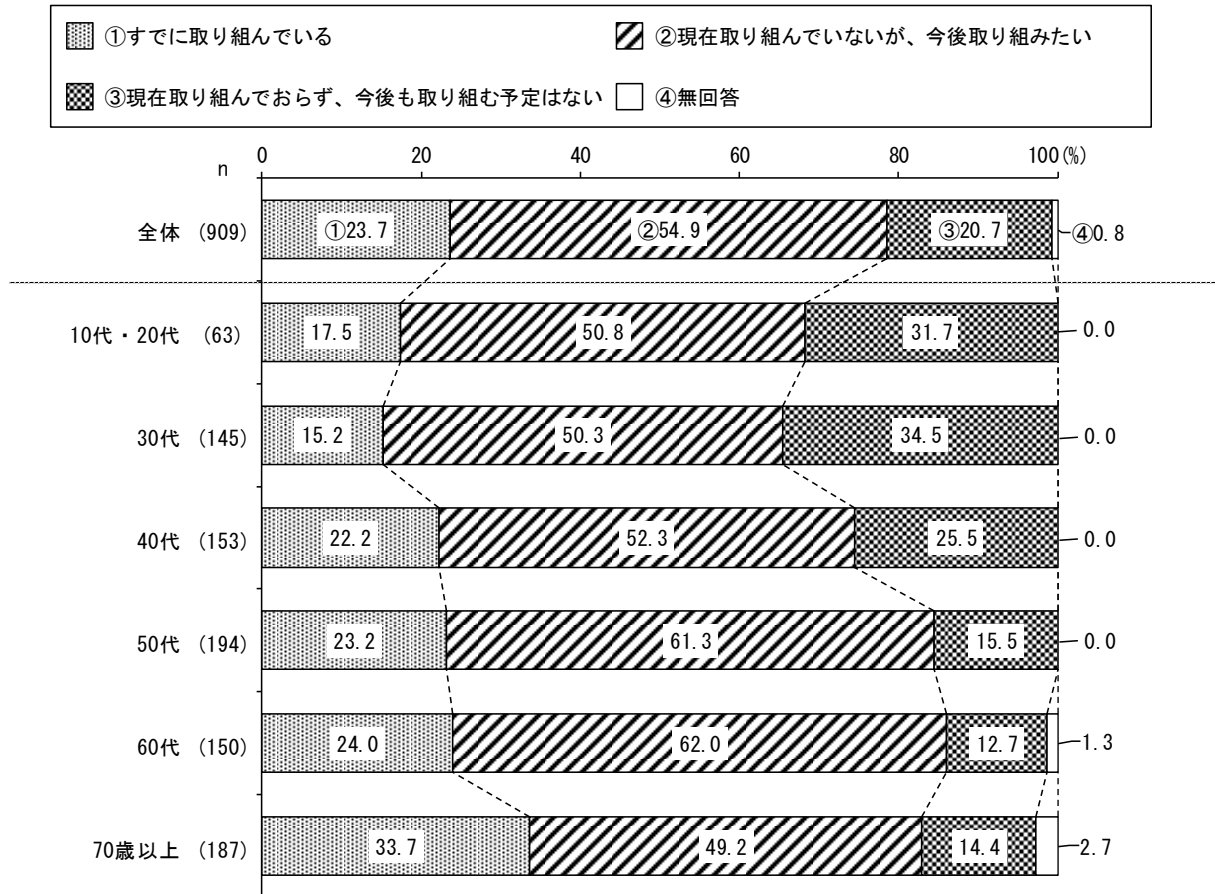 ①すでに取り組んでいる ②現在取り組んでいないが、今後取り組みたい
③現在取り組んでおらず、今後も取り組む予定はない ④無回答
n 0 20 40 60 80 100(%)
全体 (909) ①23.7 ②54.9 ③20.7 ④0.8
10代・20代 (63) 17.5 50.8 31.7 0.0
30代 (145) 15.2 50.3 34.5 0.0
40代 (153) 22.2 52.3 25.5 0.0
50代 (194) 23.2 61.3 15.5 0.0
60代 (150) 24.0 62.0 12.7 1.3
70歳以上 (187) 33.7 49.2 14.4 2.7